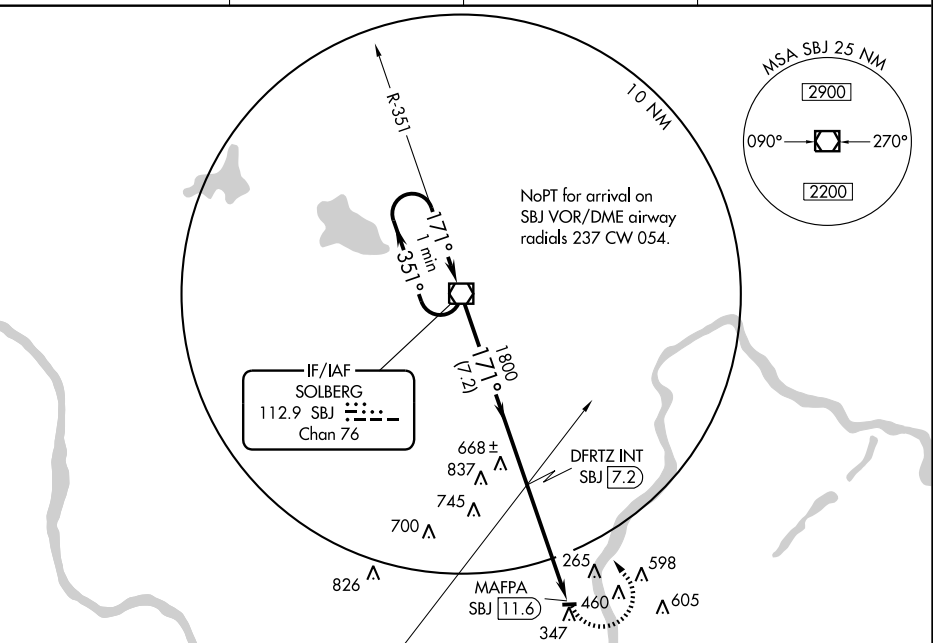 MSA SBJ 25 NM
2900
090°
270°
2200
10 NM
R-351
NoPT for arrival on
SBJ VOR/DME airway
radials 237 CW 054.
171°
1 min
351°
IF/IAF
SOLBERG
112.9 SBJ
Chan 76
1800
171°
(7.2)
668±
837
745
700
826
DFRTZ INT
SBJ 7.2
MAFPA
SBJ 11.6
265
598
460
605
347